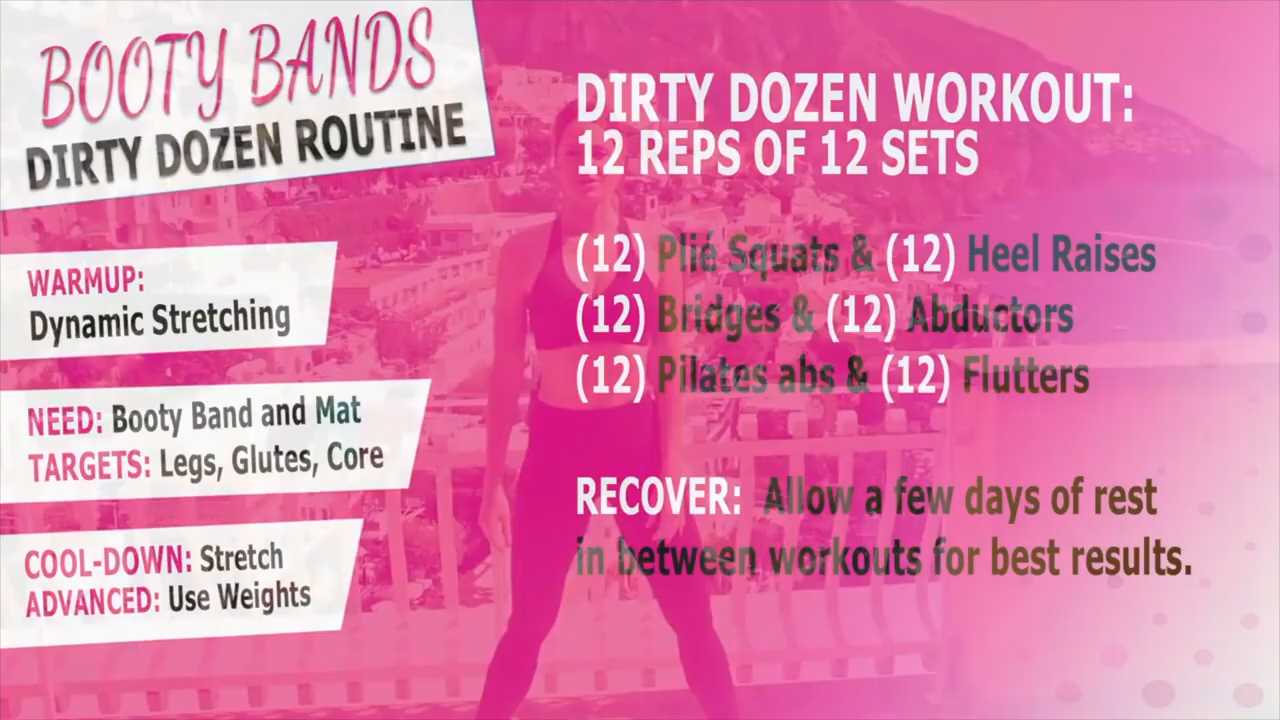 BOOTY BANDS
DIRTY DOZEN ROUTINE
WARMUP:
Dynamic Stretching
NEED: Booty Band and Mat
TARGETS: Legs, Glutes, Core
COOL-DOWN: Stretch
ADVANCED: Use Weights
DIRTY DOZEN WORKOUT:
12 REPS OF 12 SETS
(12) Plié Squats & (12) Heel Raises
(12) Bridges & (12) Abductors
(12) Pilates abs & (12) Flutters
RECOVER: Allow a few days of rest
in between workouts for best results.